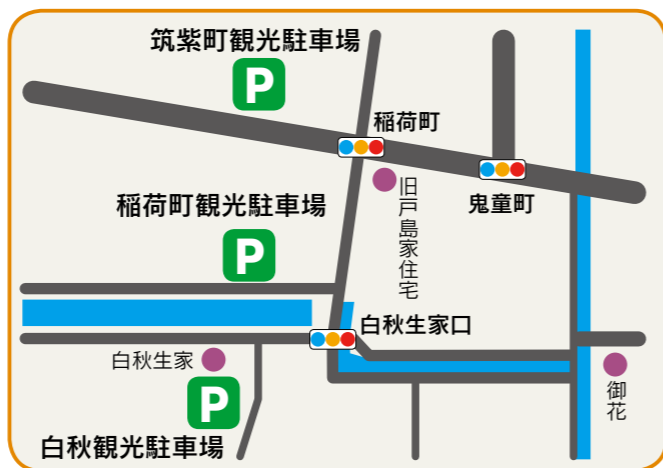 筑紫町観光駐車場
P
稲荷町
鬼童町
旧戸島家住宅
稲荷町観光駐車場
P
白秋生家口
白秋生家
P
御花
白秋観光駐車場